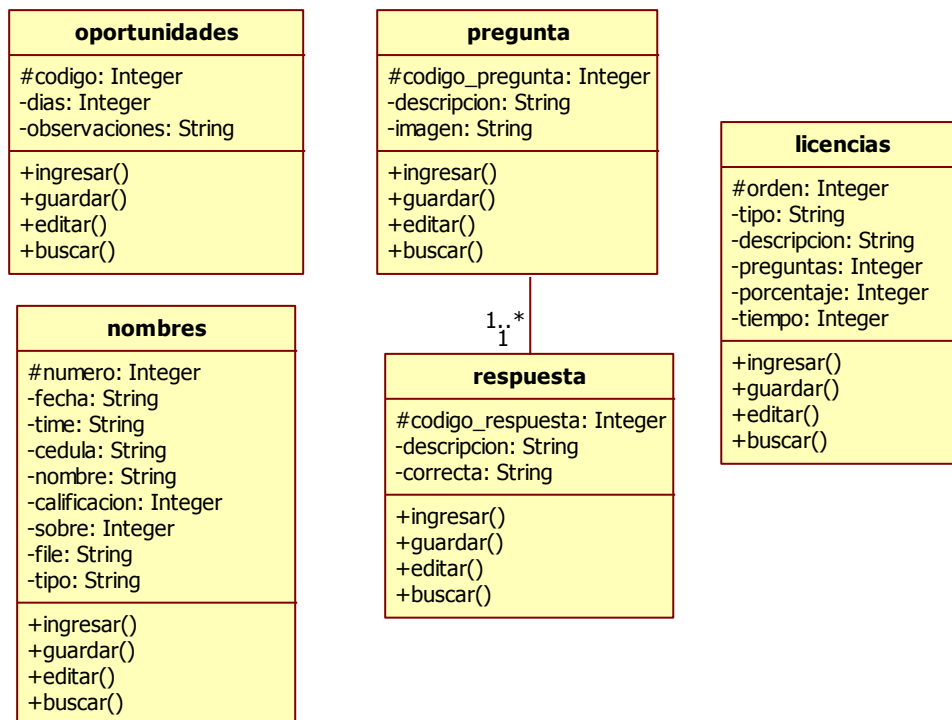 oportunidades
#codigo: Integer
-dias: Integer
-observaciones: String
+ingresar()
+guardar()
+editar()
+buscar()
pregunta
#codigo_pregunta: Integer
-descripcion: String
-imagen: String
+ingresar()
+guardar()
+editar()
+buscar()
licencias
#orden: Integer
-tipo: String
-descripcion: String
-preguntas: Integer
-porcentaje: Integer
-tiempo: Integer
+ingresar()
+guardar()
+editar()
+buscar()
nombres
#numero: Integer
-fecha: String
-time: String
-cedula: String
-nombre: String
-calificacion: Integer
-sobre: Integer
-file: String
-tipo: String
+ingresar()
+guardar()
+editar()
+buscar()
1..*
1
respuesta
#codigo_respuesta: Integer
-descripcion: String
-correcta: String
+ingresar()
+guardar()
+editar()
+buscar()